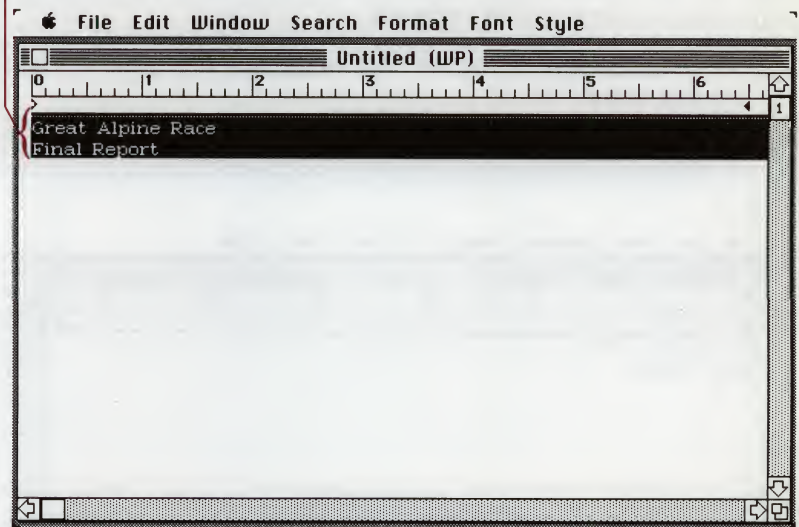 File Edit Window Search Format Font Style
Untitled (WP)
0 1 2 3 4 5 6
1
Great Alpine Race
Final Report